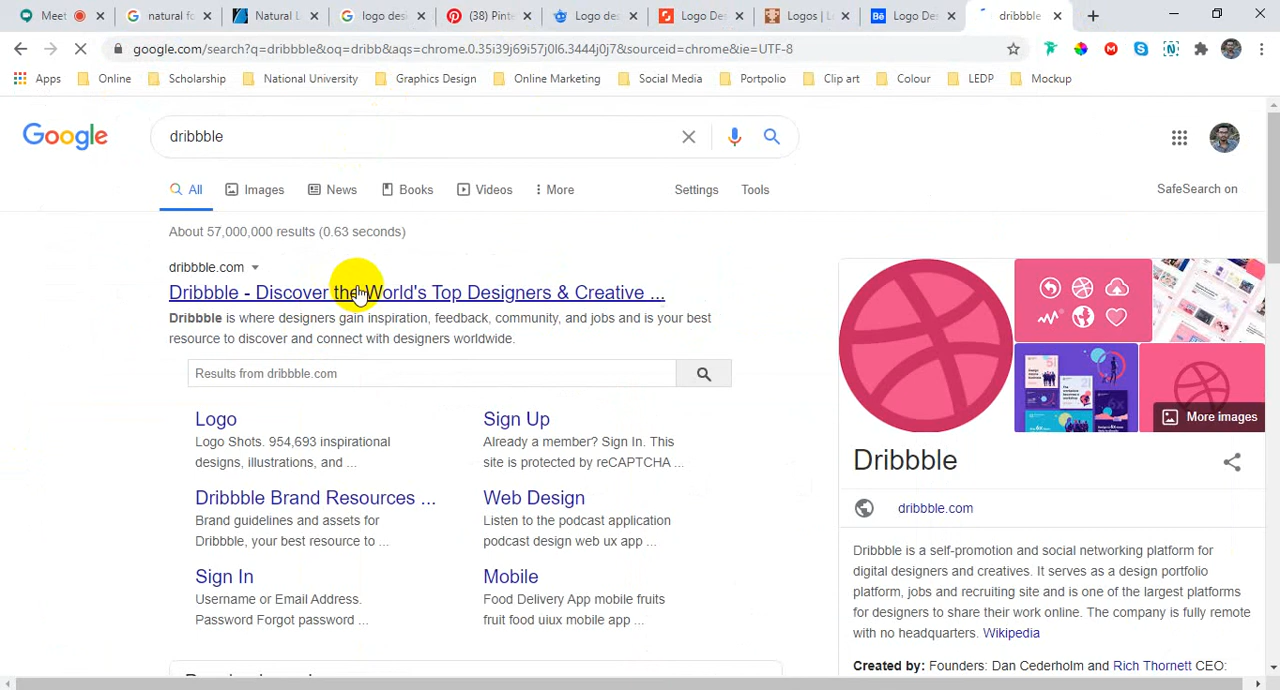 Meet
natural fo
Natural L
logo desi
(38) Pinte
Logo des
Logo Des
Logos | L
Logo Des
dribbble
google.com/search?q=dribbble&oq=dribb&aqs=chrome.0.35i39j69i57j0l6.3444j0j7&sourceid=chrome&ie=UTF-8
Apps Online Scholarship National University Graphics Design Online Marketing Social Media Portpolio Clip art Colour LEDP Mockup
Google
dribbble
All Images News Books Videos More Settings Tools
SafeSearch on
About 57,000,000 results (0.63 seconds)
dribbble.com
Dribbble - Discover the World's Top Designers & Creative ...
Dribbble is where designers gain inspiration, feedback, community, and jobs and is your best
resource to discover and connect with designers worldwide.
Results from dribbble.com
Logo
Logo Shots. 954,693 inspirational
designs, illustrations, and ...
Sign Up
Already a member? Sign In. This
site is protected by reCAPTCHA ...
Dribbble Brand Resources ...
Brand guidelines and assets for
Dribbble, your best resource to ...
Web Design
Listen to the podcast application
podcast design web ux app ...
Sign In
Username or Email Address.
Password Forgot password ...
Mobile
Food Delivery App mobile fruits
fruit food uiux mobile app ...
More images
Dribbble
dribbble.com
Dribbble is a self-promotion and social networking platform for
digital designers and creatives. It serves as a design portfolio
platform, jobs and recruiting site and is one of the largest platforms
for designers to share their work online. The company is fully remote
with no headquarters. Wikipedia
Created by: Founders: Dan Cederholm and Rich Thornett CEO: